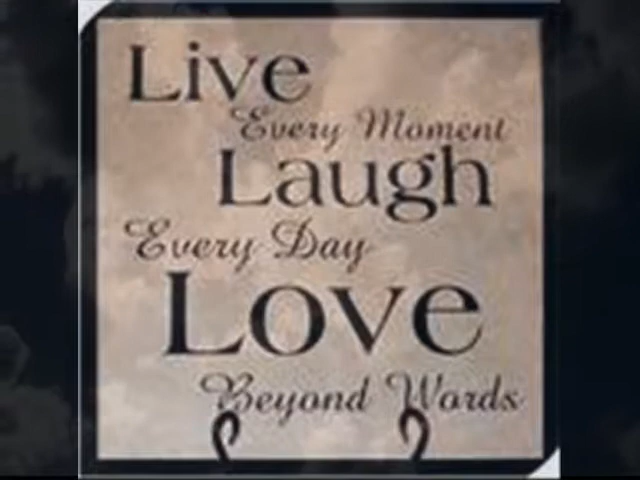 Live
Every Moment
Laugh
Every Day
Love
Beyond Words